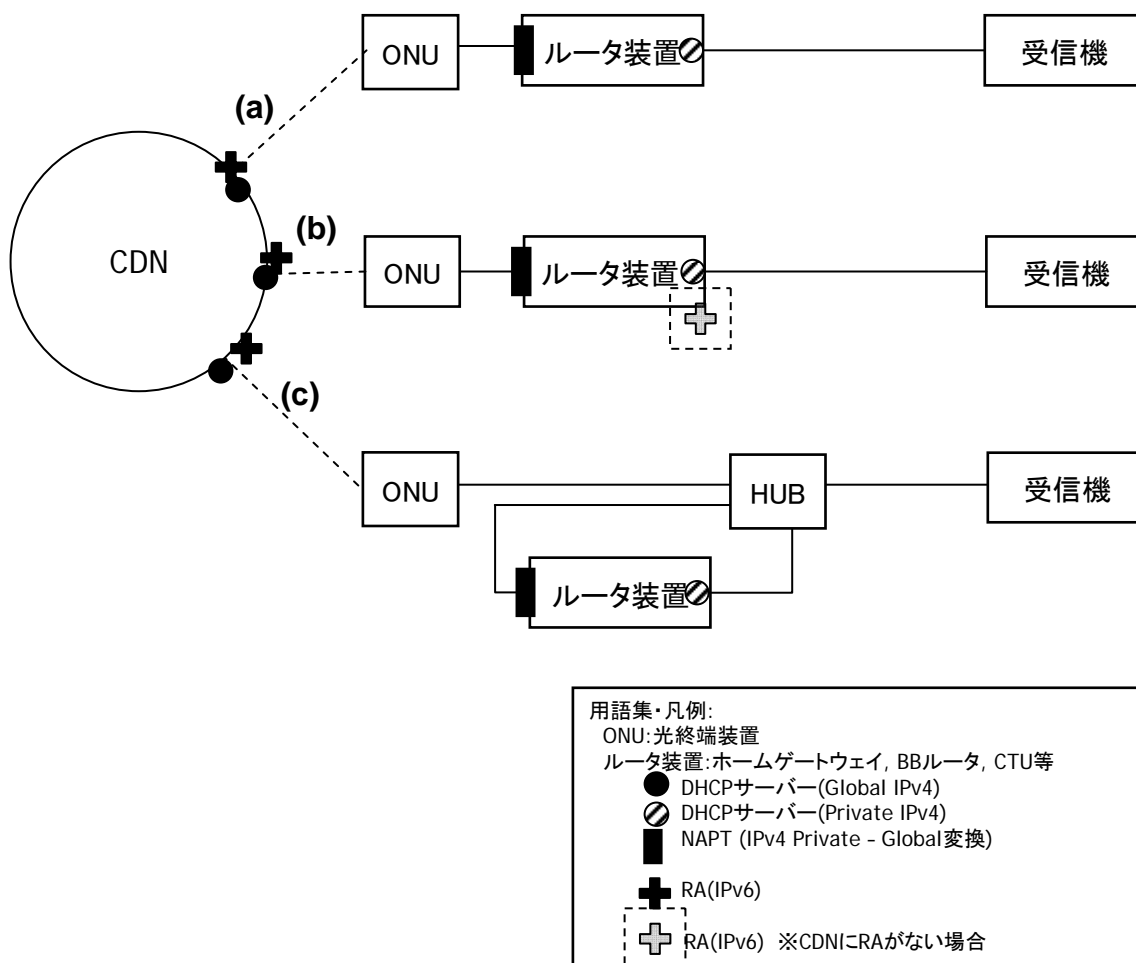 ONU
ルータ装置
受信機
(a)
CDN
(b)
ONU
ルータ装置
受信機
(c)
ONU
HUB
受信機
ルータ装置
用語集・凡例:
ONU:光終端装置
ルータ装置:ホームゲートウェイ, BBルータ, CTU等
DHCPサーバー(Global IPv4)
DHCPサーバー(Private IPv4)
NAPT (IPv4 Private – Global変換)
RA(IPv6)
RA(IPv6) ※CDNにRAがない場合